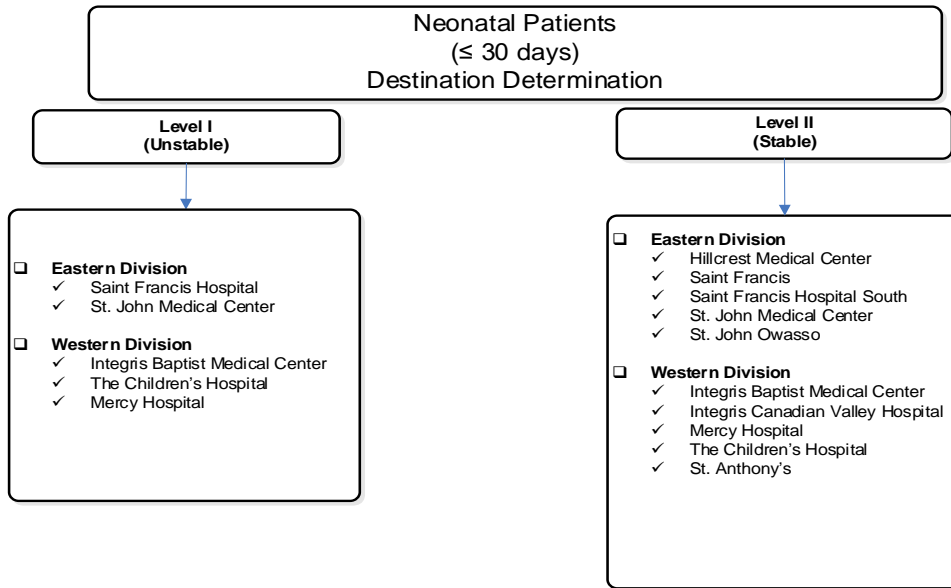 Neonatal Patients
(≤ 30 days)
Destination Determination
Level I
(Unstable)
❑ Eastern Division
✓ Saint Francis Hospital
✓ St. John Medical Center
❑ Western Division
✓ Integris Baptist Medical Center
✓ The Children's Hospital
✓ Mercy Hospital
Level II
(Stable)
❑ Eastern Division
✓ Hillcrest Medical Center
✓ Saint Francis
✓ Saint Francis Hospital South
✓ St. John Medical Center
✓ St. John Owasso
❑ Western Division
✓ Integris Baptist Medical Center
✓ Integris Canadian Valley Hospital
✓ Mercy Hospital
✓ The Children's Hospital
✓ St. Anthony's